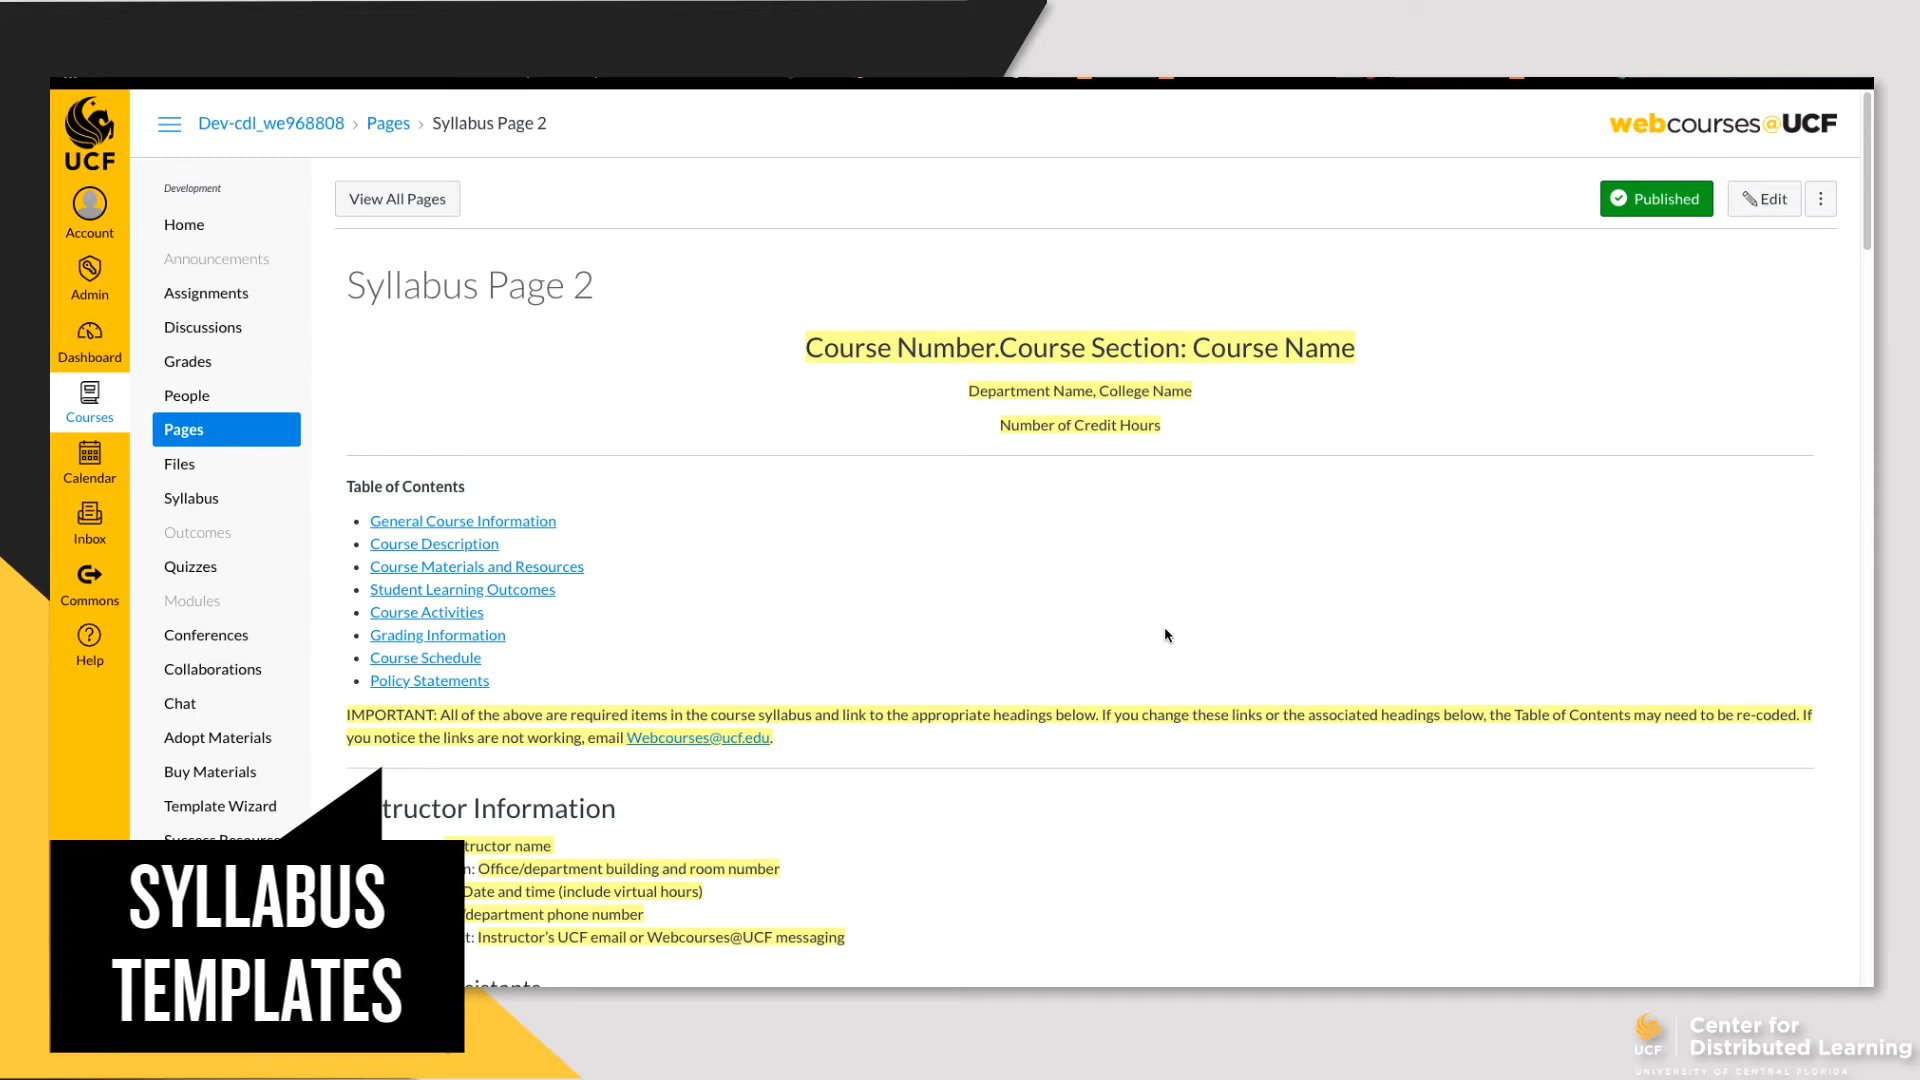 Dev-cdl_we968808 › Pages › Syllabus Page 2
webcourses@UCF
UCF
Account
Admin
Dashboard
Courses
Calendar
Inbox
Commons
Help
Development
Home
Announcements
Assignments
Discussions
Grades
People
Pages
Files
Syllabus
Outcomes
Quizzes
Modules
Conferences
Collaborations
Chat
Adopt Materials
Buy Materials
Template Wizard
View All Pages
Published
Edit
Syllabus Page 2
Course Number.Course Section: Course Name
Department Name, College Name
Number of Credit Hours
Table of Contents
• General Course Information
• Course Description
• Course Materials and Resources
• Student Learning Outcomes
• Course Activities
• Grading Information
• Course Schedule
• Policy Statements
IMPORTANT: All of the above are required items in the course syllabus and link to the appropriate headings below. If you change these links or the associated headings below, the Table of Contents may need to be re-coded. If
you notice the links are not working, email Webcourses@ucf.edu.
tructor Information
tructor name
n: Office/department building and room number
Date and time (include virtual hours)
/department phone number
t: Instructor's UCF email or Webcourses@UCF messaging
SYLLABUS
TEMPLATES
UCF
Center for
Distributed Learning
UNIVERSITY OF CENTRAL FLORIDA